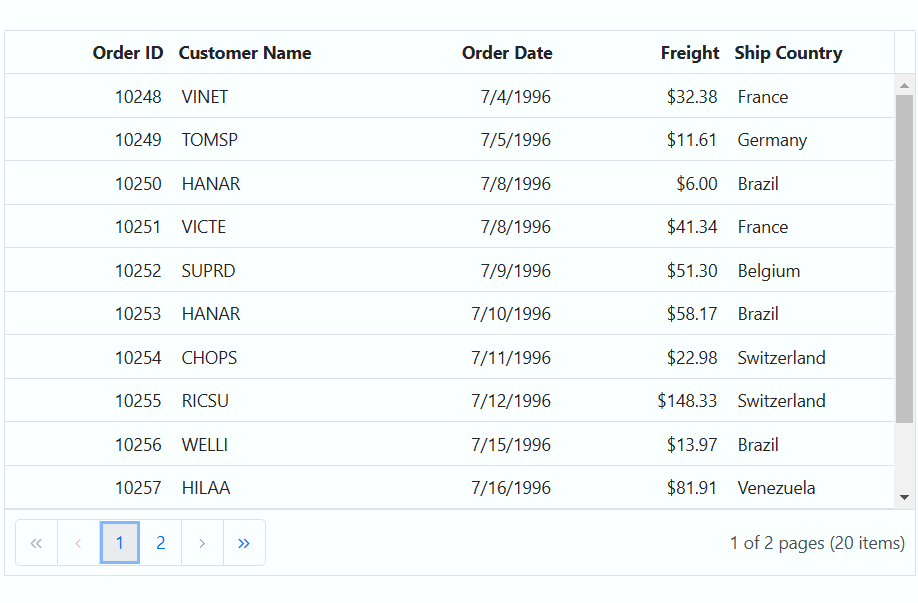 Order ID Customer Name Order Date Freight Ship Country
10248 VINET 7/4/1996 $32.38 France
10249 TOMSP 7/5/1996 $11.61 Germany
10250 HANAR 7/8/1996 $6.00 Brazil
10251 VICTE 7/8/1996 $41.34 France
10252 SUPRD 7/9/1996 $51.30 Belgium
10253 HANAR 7/10/1996 $58.17 Brazil
10254 CHOPS 7/11/1996 $22.98 Switzerland
10255 RICSU 7/12/1996 $148.33 Switzerland
10256 WELLI 7/15/1996 $13.97 Brazil
10257 HILAA 7/16/1996 $81.91 Venezuela
« ‹ 1 2 › » 1 of 2 pages (20 items)